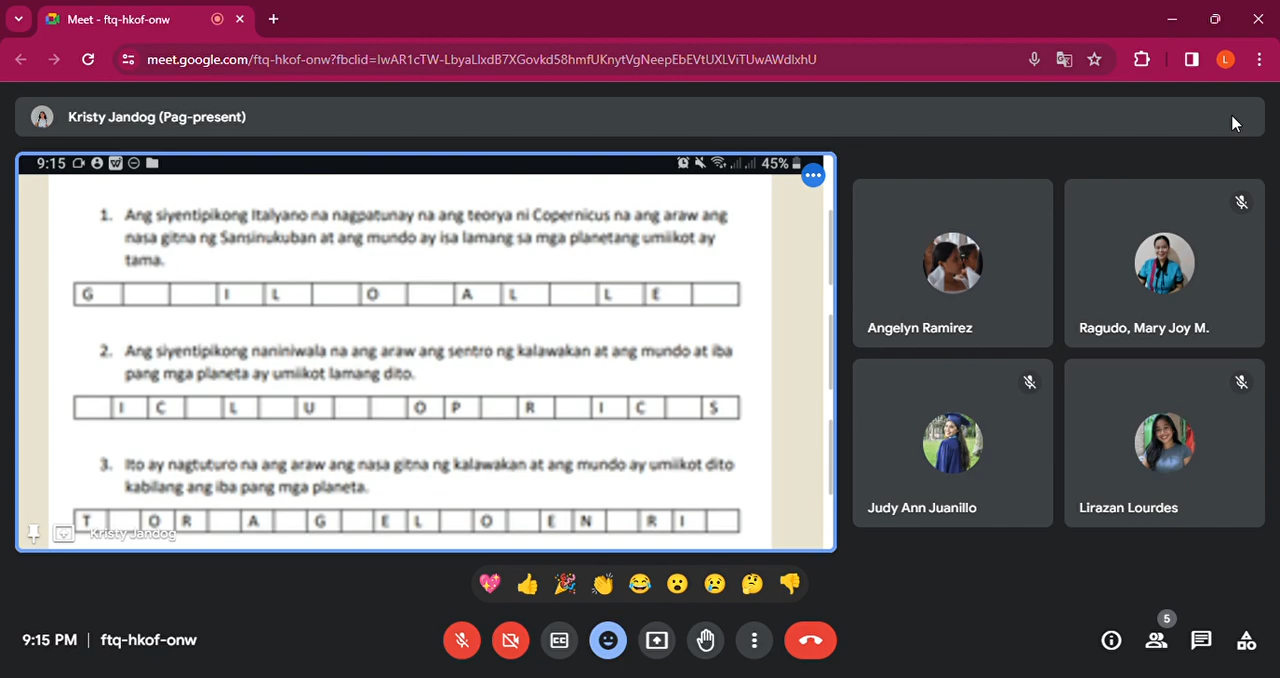 Meet - ftq-hkof-onw
meet.google.com/ftq-hkof-onw?fbclid=IwAR1cTW-LbyaLlxdB7XGovkd58hmfUKnytVgNeepEbEVtUXLViTUwAWdlxhU
L
Kristy Jandog (Pag-present)
9:15
45%
1. Ang siyentipikong Italyano na nagpatunay na ang teorya ni Copernicus na ang araw ang
nasa gitna ng Sansinukuban at ang mundo ay isa lamang sa mga planetang umiikot ay
tama.
G I L O A L L E
2. Ang siyentipikong naniniwala na ang araw ang sentro ng kalawakan at ang mundo at iba
pang mga planeta ay umiikot lamang dito.
I C L U O P R I C S
3. Ito ay nagtuturo na ang araw ang nasa gitna ng kalawakan at ang mundo ay umiikot dito
kabilang ang iba pang mga planeta.
T O R A G E L O E N R I
Kristy Jandog
Angelyn Ramirez
Ragudo, Mary Joy M.
Judy Ann Juanillo
Lirazan Lourdes
9:15 PM | ftq-hkof-onw
5